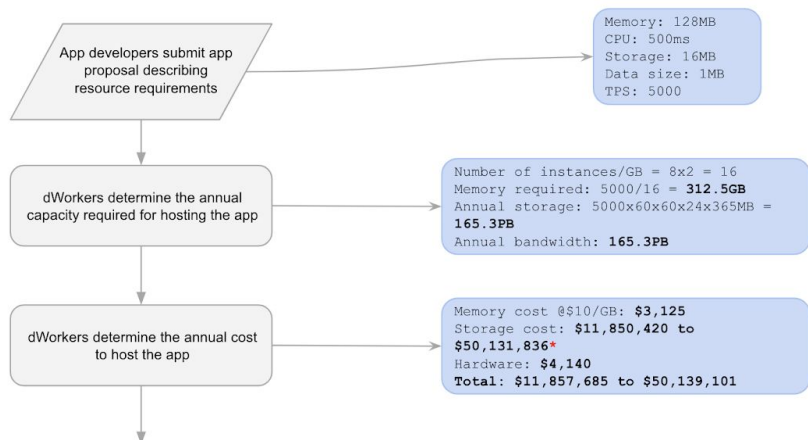 App developers submit app
proposal describing
resource requirements
Memory: 128MB
CPU: 500ms
Storage: 16MB
Data size: 1MB
TPS: 5000
dWorkers determine the annual
capacity required for hosting the app
Number of instances/GB = 8x2 = 16
Memory required: 5000/16 = 312.5GB
Annual storage: 5000x60x60x24x365MB =
165.3PB
Annual bandwidth: 165.3PB
dWorkers determine the annual cost
to host the app
Memory cost @$10/GB: $3,125
Storage cost: $11,850,420 to
$50,131,836*
Hardware: $4,140
Total: $11,857,685 to $50,139,101